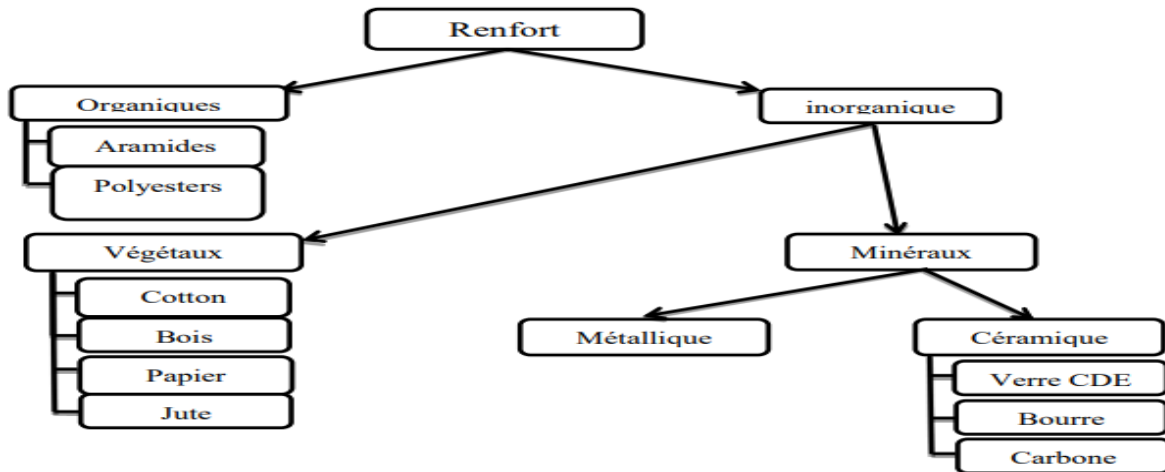 Renfort
Organiques
inorganique
Aramides
Polyesters
Végétaux
Minéraux
Cotton
Bois
Papier
Jute
Métallique
Céramique
Verre CDE
Bourre
Carbone